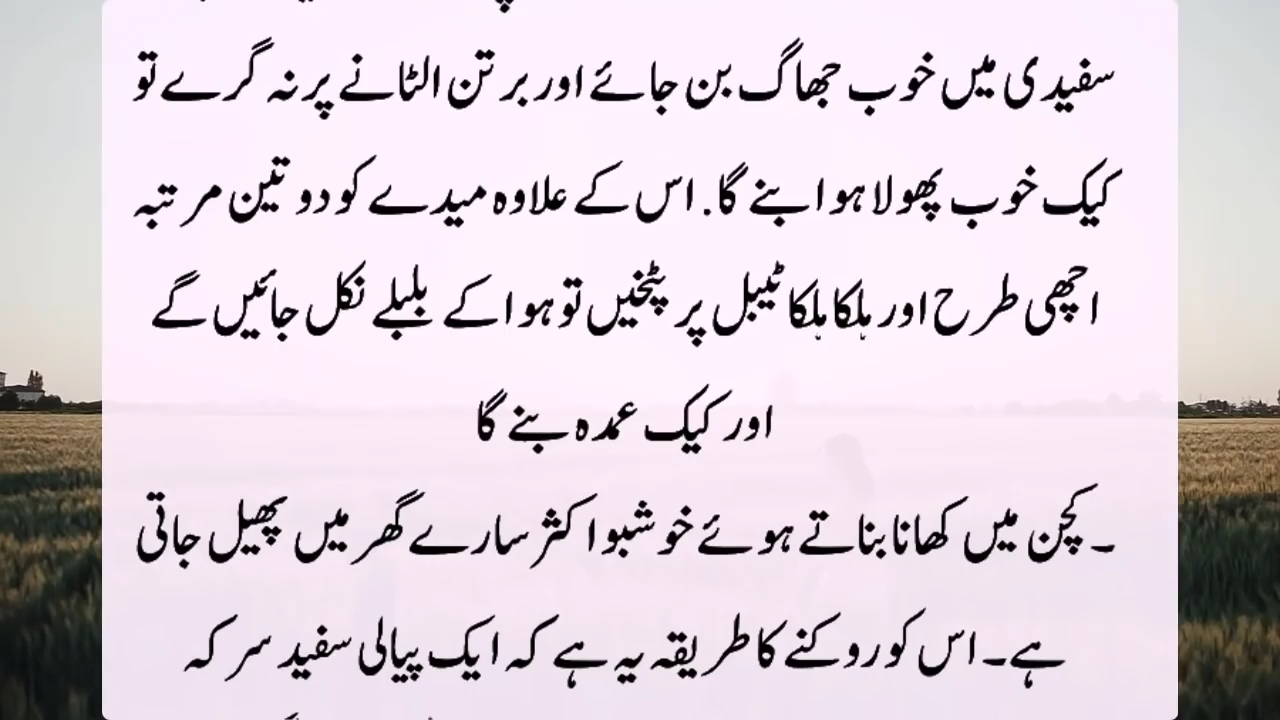 سفیدی میں خوب جھاگ بن جائے اور برتن الٹانے پر نہ گرے تو
کیک خوب پھولا ہوا بنے گا. اس کے علاوہ میدے کو دو تین مرتبہ
اچھی طرح اور ہلکا ہلکا ٹیبل پر پٹخیں تو ہوا کے بلبلے نکل جائیں گے
اور کیک عمدہ بنے گا
۔ کچن میں کھانا بناتے ہوئے خوشبو اکثر سارے گھر میں پھیل جاتی
ہے۔ اس کو روکنے کا طریقہ یہ ہے کہ ایک پیالی سفید سرکہ